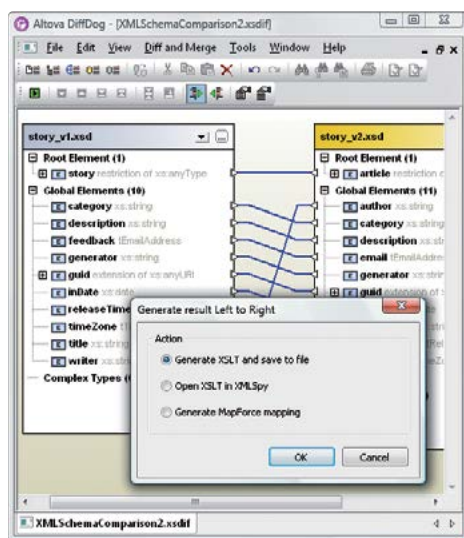 Altova DiffDog - [XMLSchemaComparison2.xsdif]
File Edit View Diff and Merge Tools Window Help
story_v1.xsd
Root Element (1)
story restriction of xs:anyType
Global Elements (10)
category xs:string
description xs:string
feedback tEmailAddress
generator xs:string
guid extension of xs:anyURI
inDate xs:date
releaseTime
timeZone
title xs:
writer xs:
Complex Types
story_v2.xsd
Root Element (1)
article restriction
Global Elements (11)
author xs:string
category xs:string
description
email tEmailAddress
generator
guid extension of
Generate result Left to Right
Action
Generate XSLT and save to file
Open XSLT in XMLSpy
Generate MapForce mapping
OK Cancel
XMLSchemaComparison2.xsdif